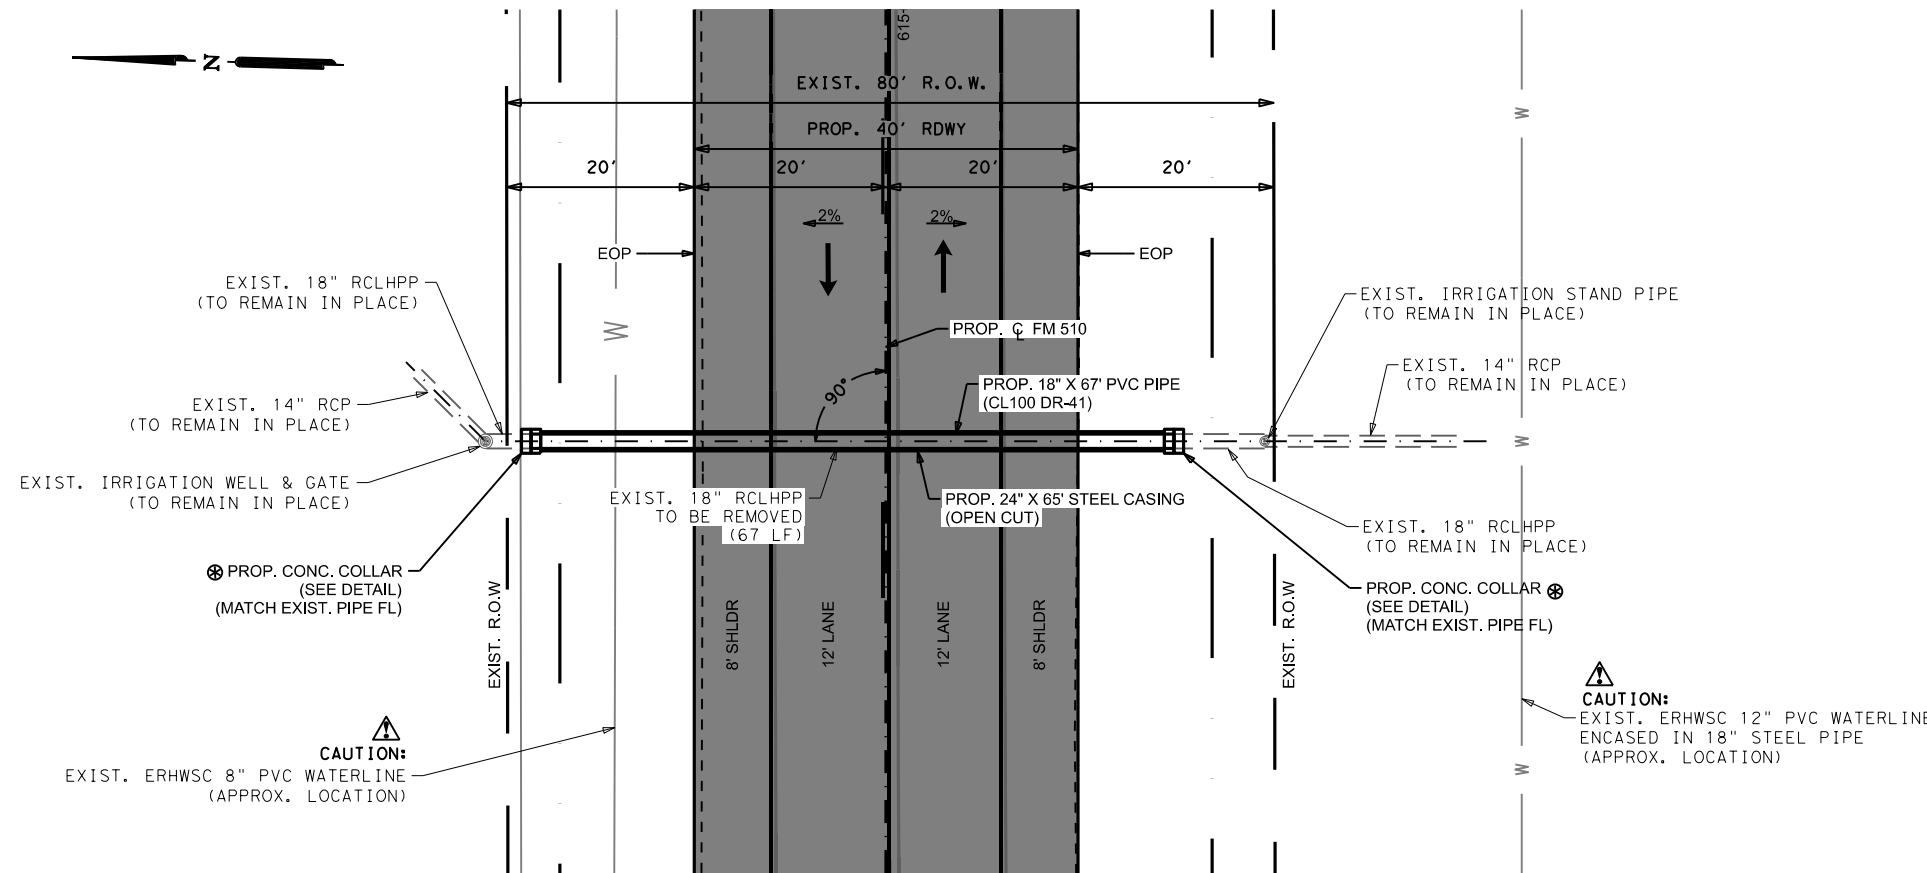 N
615
EXIST. 80' R.O.W.
PROP. 40' RDWY
20'
20'
20'
20'
2%
2%
EOP
EOP
EXIST. 18" RCLHPP
(TO REMAIN IN PLACE)
EXIST. IRRIGATION STAND PIPE
(TO REMAIN IN PLACE)
W
W
PROP. ℄ FM 510
EXIST. 14" RCP
(TO REMAIN IN PLACE)
90°
PROP. 18" X 67' PVC PIPE
(CL100 DR-41)
EXIST. 14" RCP
(TO REMAIN IN PLACE)
W
EXIST. IRRIGATION WELL & GATE
(TO REMAIN IN PLACE)
EXIST. 18" RCLHPP
TO BE REMOVED
(67 LF)
PROP. 24" X 65' STEEL CASING
(OPEN CUT)
EXIST. 18" RCLHPP
(TO REMAIN IN PLACE)
PROP. CONC. COLLAR
(SEE DETAIL)
(MATCH EXIST. PIPE FL)
PROP. CONC. COLLAR
(SEE DETAIL)
(MATCH EXIST. PIPE FL)
EXIST. R.O.W
8' SHLDR
12' LANE
12' LANE
8' SHLDR
EXIST. R.O.W
CAUTION:
EXIST. ERHWSC 8" PVC WATERLINE
(APPROX. LOCATION)
CAUTION:
EXIST. ERHWSC 12" PVC WATERLINE
ENCASED IN 18" STEEL PIPE
(APPROX. LOCATION)
W